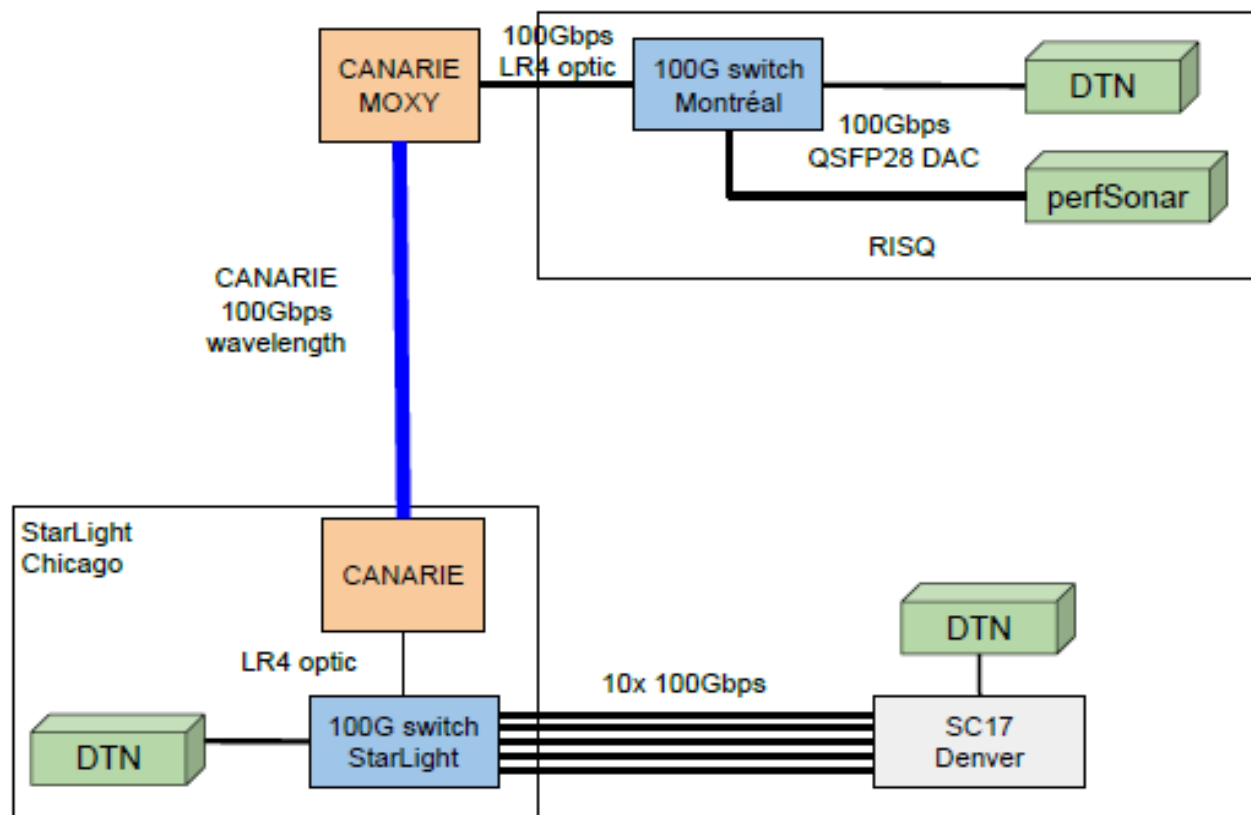 100Gbps
LR4 optic
CANARIE
MOXY
100G switch
Montréal
DTN
100Gbps
QSFP28 DAC
perfSonar
RISQ
CANARIE
100Gbps
wavelength
StarLight
Chicago
CANARIE
DTN
LR4 optic
10x 100Gbps
100G switch
StarLight
SC17
Denver
DTN